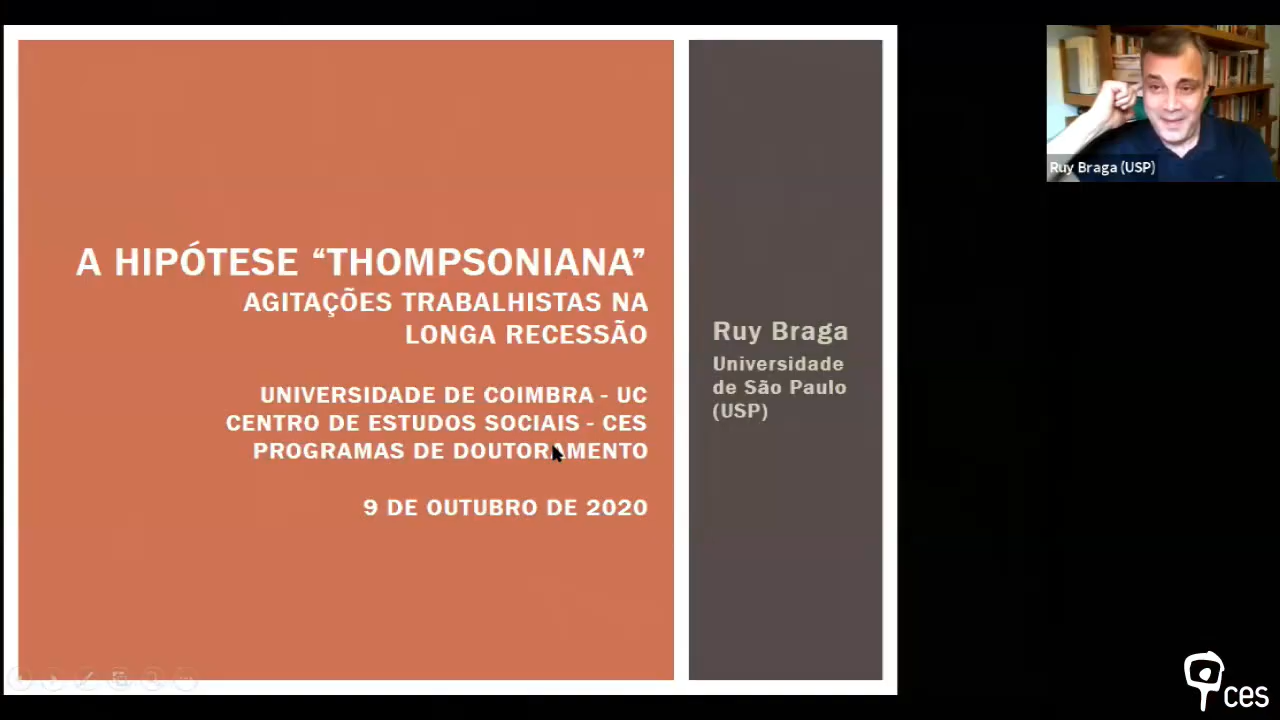 A HIPÓTESE “THOMPSONIANA”
AGITAÇÕES TRABALHISTAS NA
LONGA RECESSÃO
UNIVERSIDADE DE COIMBRA - UC
CENTRO DE ESTUDOS SOCIAIS - CES
PROGRAMAS DE DOUTORAMENTO
9 DE OUTUBRO DE 2020
Ruy Braga
Universidade
de São Paulo
(USP)
Ruy Braga (USP)
ces